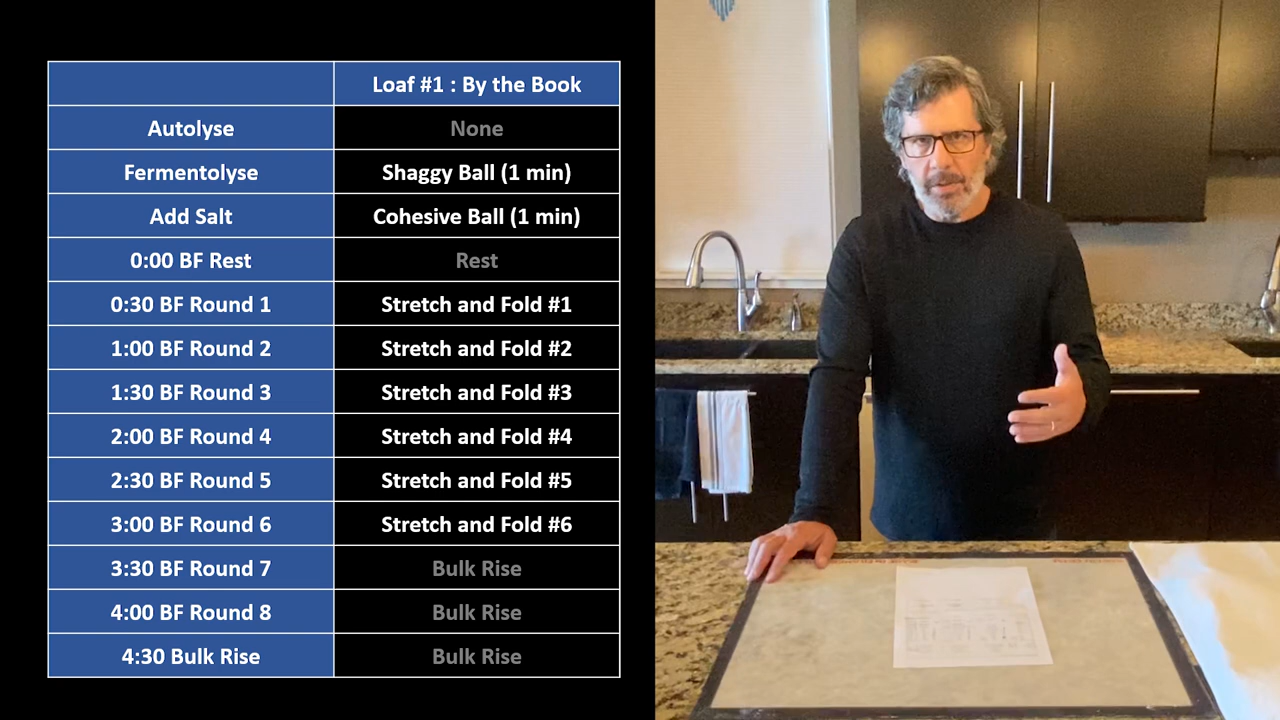 Loaf #1 : By the Book
Autolyse None
Fermentolyse Shaggy Ball (1 min)
Add Salt Cohesive Ball (1 min)
0:00 BF Rest Rest
0:30 BF Round 1 Stretch and Fold #1
1:00 BF Round 2 Stretch and Fold #2
1:30 BF Round 3 Stretch and Fold #3
2:00 BF Round 4 Stretch and Fold #4
2:30 BF Round 5 Stretch and Fold #5
3:00 BF Round 6 Stretch and Fold #6
3:30 BF Round 7 Bulk Rise
4:00 BF Round 8 Bulk Rise
4:30 Bulk Rise Bulk Rise